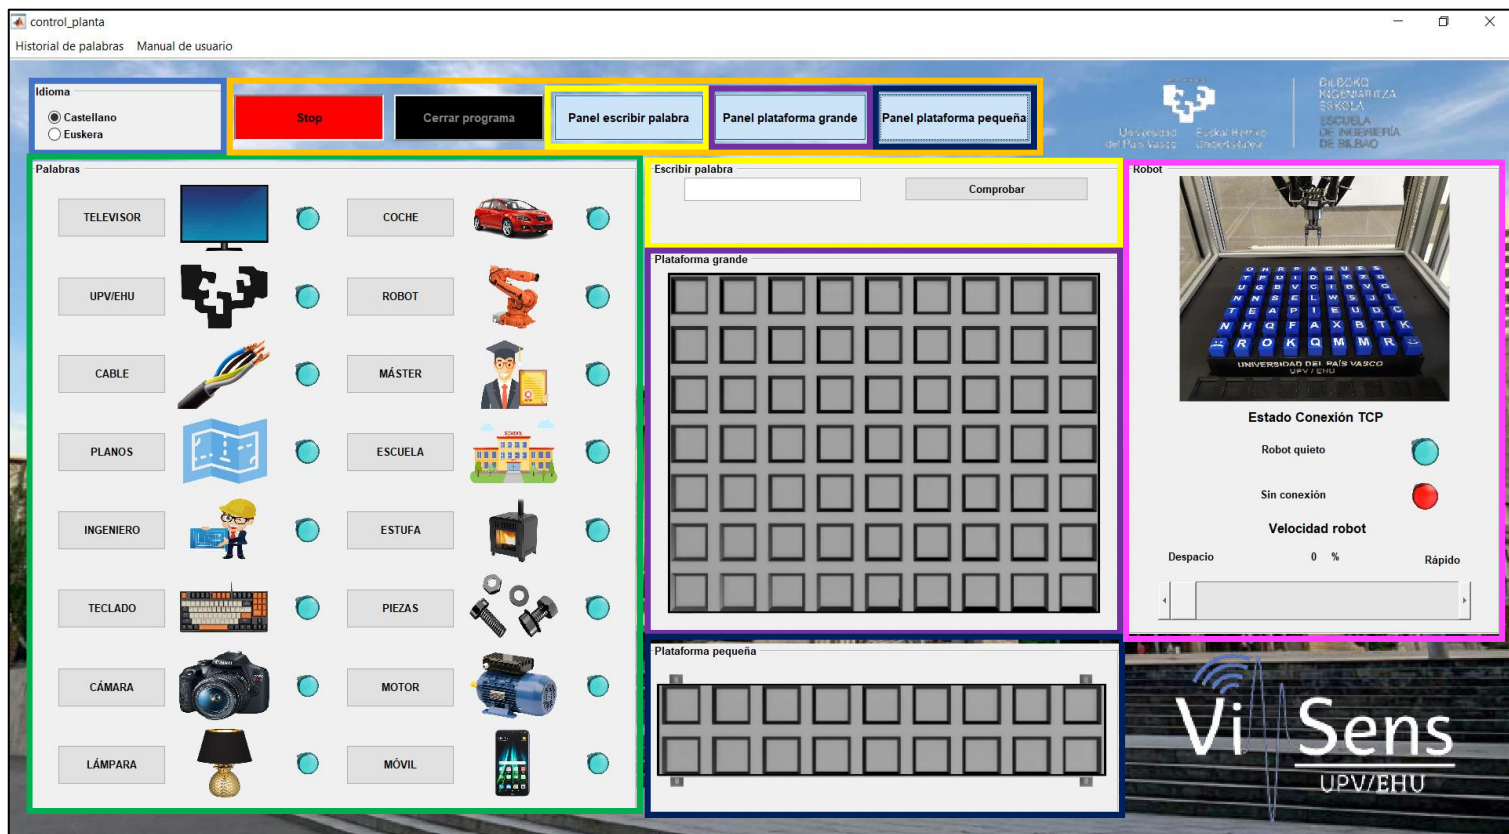 control_planta
Historial de palabras Manual de usuario
Idioma
Castellano
Euskera
Stop
Cerrar programa
Panel escribir palabra
Panel plataforma grande
Panel plataforma pequeña
Universidad del País Vasco
Euskal Herriko Unibertsitatea
BILBOKO
INGENIARITZA
ESKOLA
ESCUELA
DE INGENIERÍA
DE BILBAO
Palabras
TELEVISOR
COCHE
UPV/EHU
ROBOT
CABLE
MÁSTER
PLANOS
ESCUELA
SCHOOL
INGENIERO
ESTUFA
TECLADO
PIEZAS
CÁMARA
Canon
MOTOR
LÁMPARA
MÓVIL
Escribir palabra
Comprobar
Plataforma grande
Plataforma pequeña
Robot
N H Q F A X B T K
R O K Q M M R
UNIVERSIDAD DEL PAÍS VASCO
UPV/EHU
Estado Conexión TCP
Robot quieto
Sin conexión
Velocidad robot
Despacio 0 % Rápido
Vi Sens
UPV/EHU